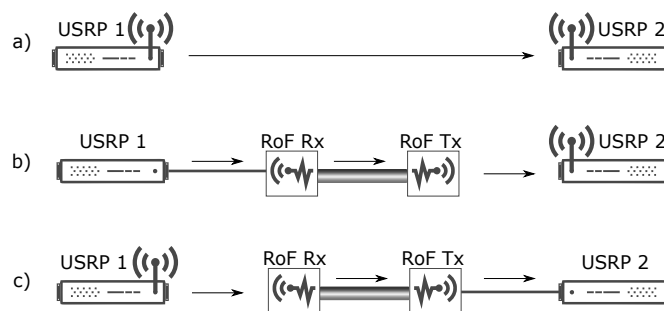 a) USRP 1 USRP 2
b) USRP 1 RoF Rx RoF Tx USRP 2
c) USRP 1 RoF Rx RoF Tx USRP 2